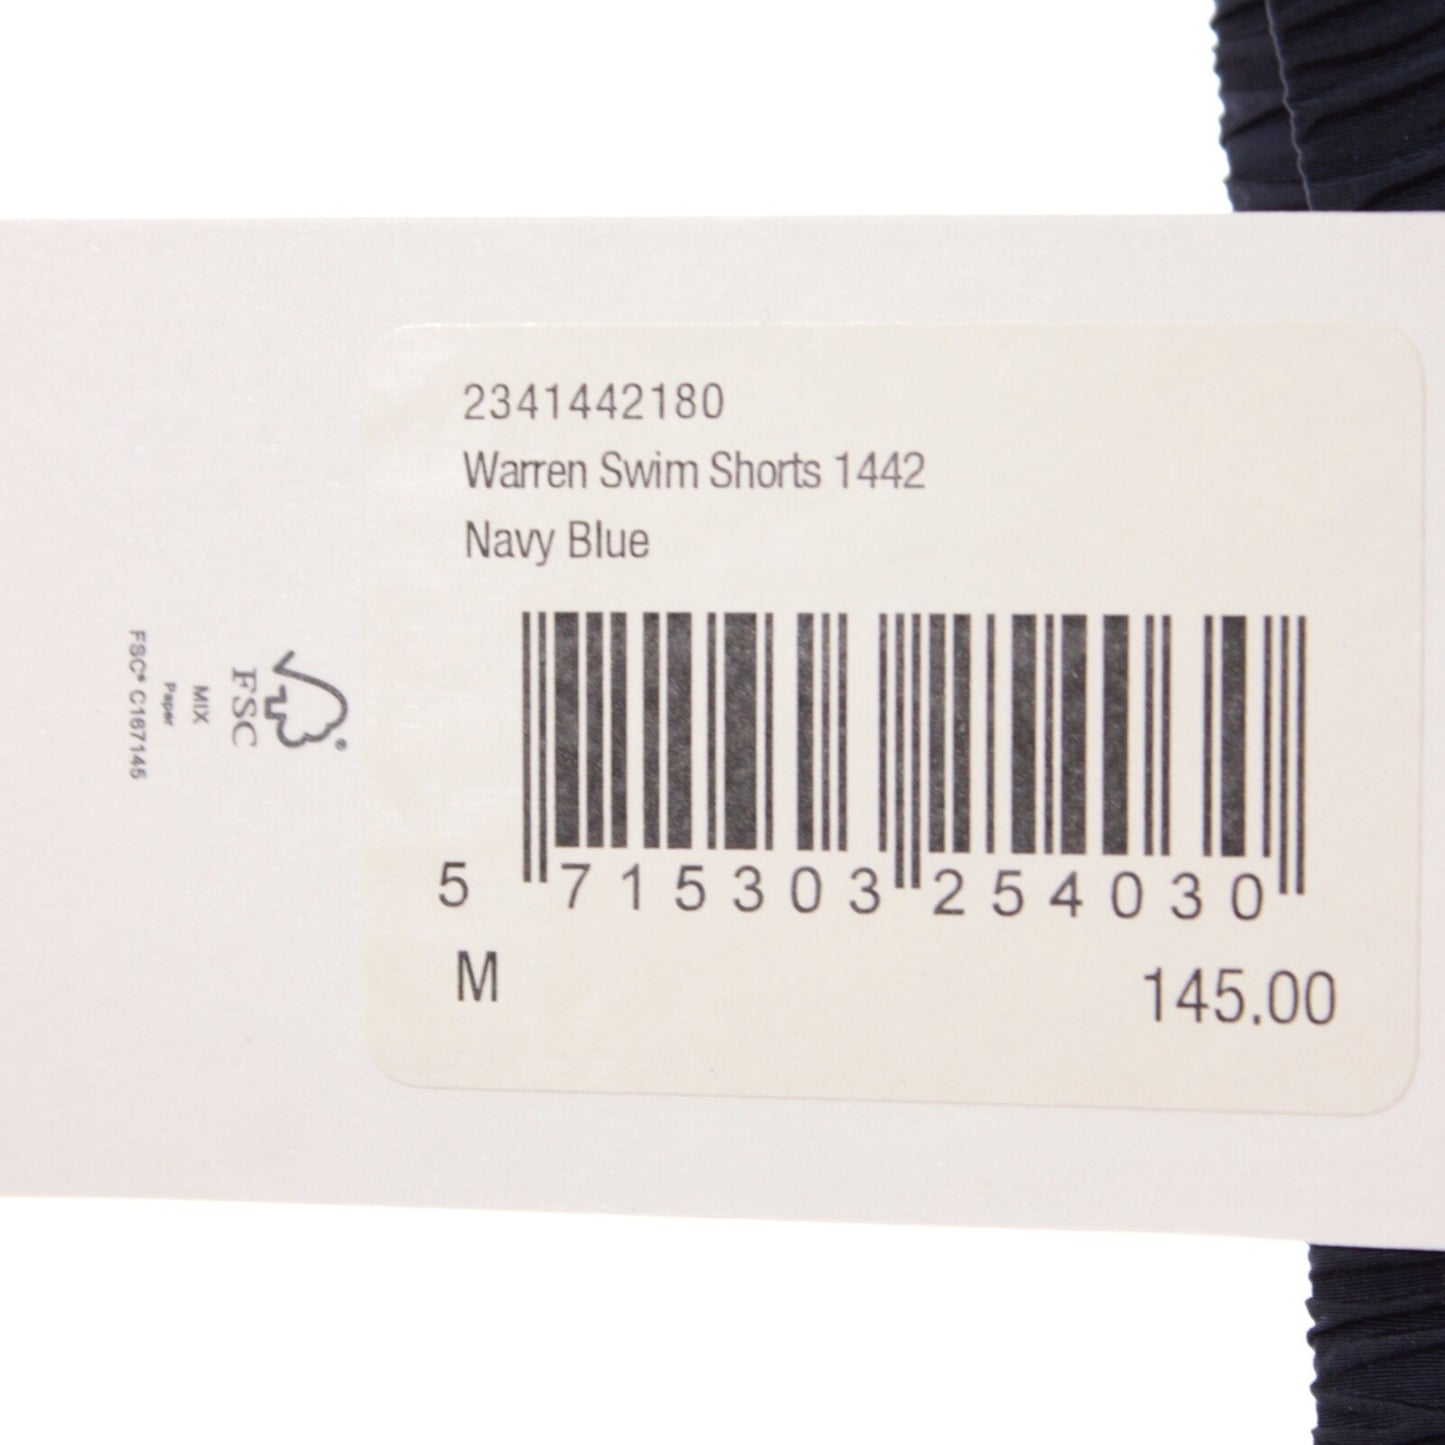 2341442180
Warren Swim Shorts 1442
Navy Blue
5 715303 254030
M 145.00
FSC®
MIX
Paper
FSC® C167145